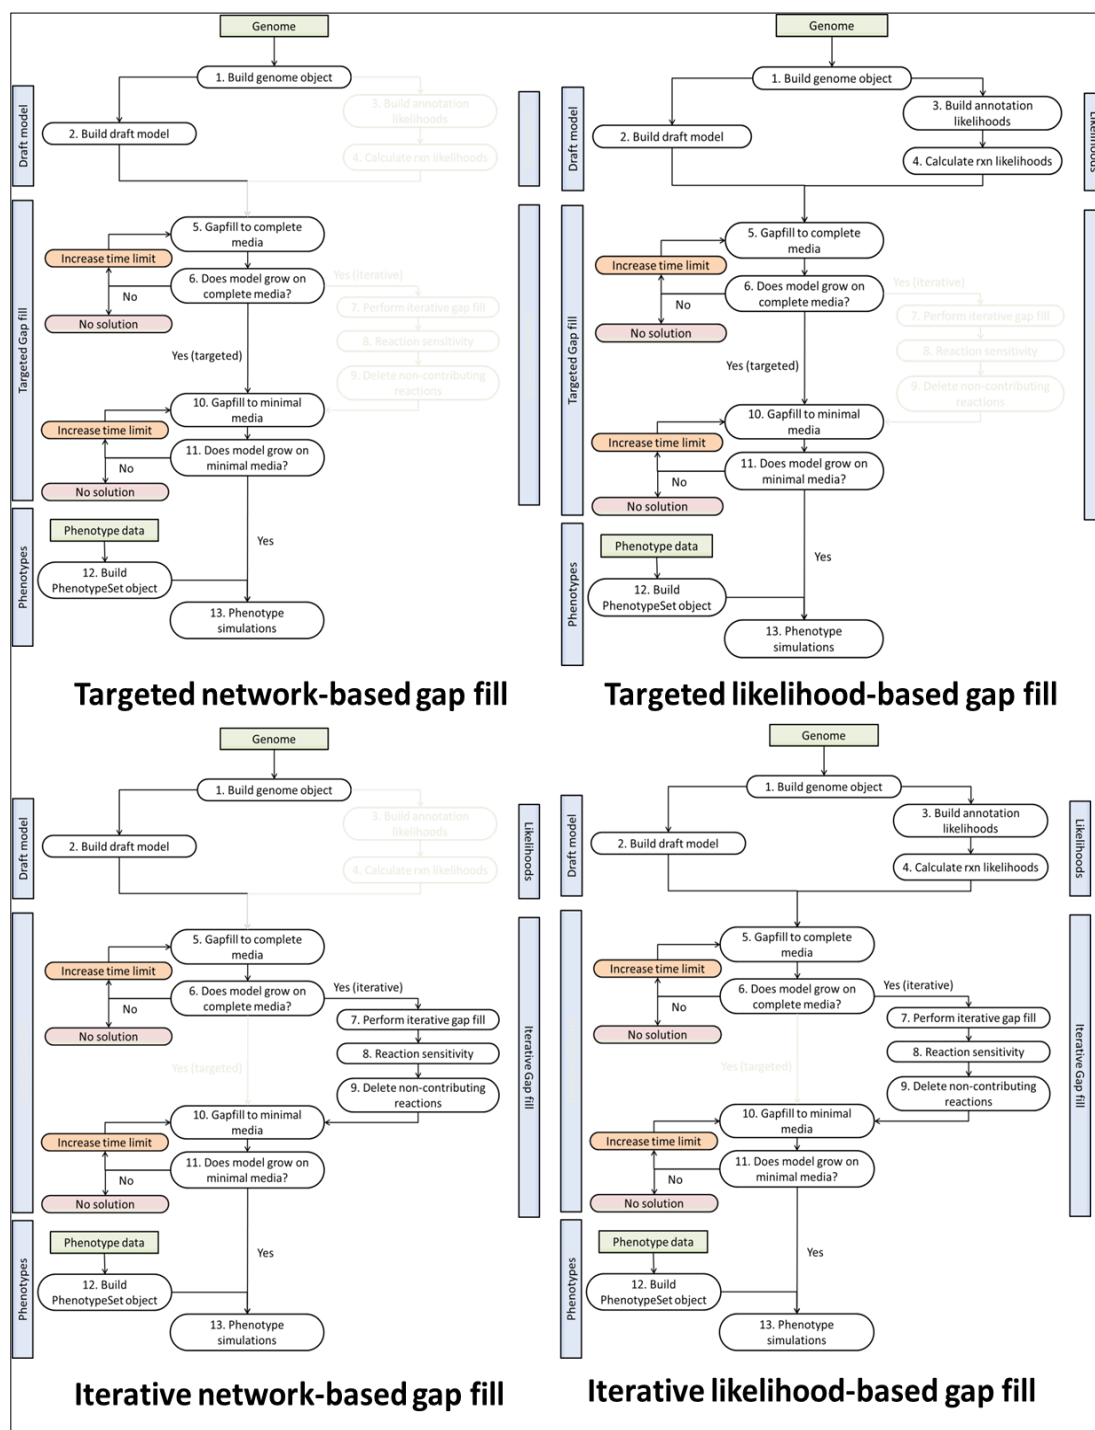 Genome
1. Build genome object
3. Build annotation
likelihoods
2. Build draft model
4. Calculate rxn likelihoods
Draft model
5. Gapfill to complete
media
Increase time limit
6. Does model grow on
complete media?
Yes (iterative)
No
7. Perform iterative gap fill
No solution
8. Reaction sensitivity
Yes (targeted)
9. Delete non-contributing
reactions
10. Gapfill to minimal
media
Increase time limit
11. Does model grow on
minimal media?
No
No solution
Targeted Gap fill
Phenotype data
Yes
12. Build
PhenotypeSet object
13. Phenotype
simulations
Phenotypes
Targeted network-based gap fill
Genome
1. Build genome object
3. Build annotation
likelihoods
2. Build draft model
4. Calculate rxn likelihoods
Draft model
Likelihoods
5. Gapfill to complete
media
Increase time limit
6. Does model grow on
complete media?
Yes (iterative)
No
7. Perform iterative gap fill
No solution
8. Reaction sensitivity
Yes (targeted)
9. Delete non-contributing
reactions
10. Gapfill to minimal
media
Increase time limit
11. Does model grow on
minimal media?
No
No solution
Targeted Gap fill
Phenotype data
Yes
12. Build
PhenotypeSet object
13. Phenotype
simulations
Phenotypes
Targeted likelihood-based gap fill
Genome
1. Build genome object
3. Build annotation
likelihoods
2. Build draft model
4. Calculate rxn likelihoods
Draft model
Likelihoods
5. Gapfill to complete
media
Increase time limit
6. Does model grow on
complete media?
Yes (iterative)
No
7. Perform iterative gap fill
No solution
8. Reaction sensitivity
Yes (targeted)
9. Delete non-contributing
reactions
10. Gapfill to minimal
media
Increase time limit
11. Does model grow on
minimal media?
No
No solution
Iterative Gap fill
Phenotype data
Yes
12. Build
PhenotypeSet object
13. Phenotype
simulations
Phenotypes
Iterative network-based gap fill
Genome
1. Build genome object
3. Build annotation
likelihoods
2. Build draft model
4. Calculate rxn likelihoods
Draft model
Likelihoods
5. Gapfill to complete
media
Increase time limit
6. Does model grow on
complete media?
Yes (iterative)
No
7. Perform iterative gap fill
No solution
8. Reaction sensitivity
Yes (targeted)
9. Delete non-contributing
reactions
10. Gapfill to minimal
media
Increase time limit
11. Does model grow on
minimal media?
No
No solution
Iterative Gap fill
Phenotype data
Yes
12. Build
PhenotypeSet object
13. Phenotype
simulations
Phenotypes
Iterative likelihood-based gap fill